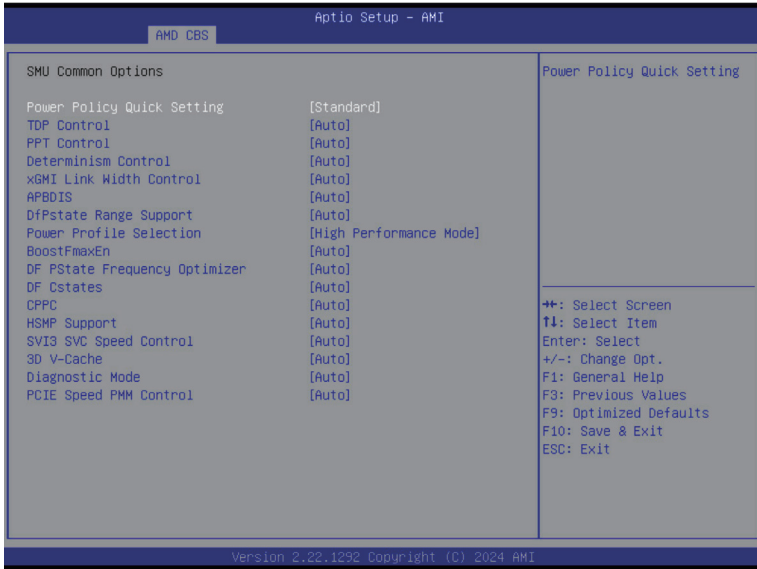 Aptio Setup – AMI
AMD CBS
SMU Common Options
Power Policy Quick Setting [Standard]
TDP Control [Auto]
PPT Control [Auto]
Determinism Control [Auto]
xGMI Link Width Control [Auto]
APBDIS [Auto]
DfPstate Range Support [Auto]
Power Profile Selection [High Performance Mode]
BoostFmaxEn [Auto]
DF PState Frequency Optimizer [Auto]
DF Cstates [Auto]
CPPC [Auto]
HSMP Support [Auto]
SVI3 SVC Speed Control [Auto]
3D V-Cache [Auto]
Diagnostic Mode [Auto]
PCIE Speed PMM Control [Auto]
Power Policy Quick Setting
→←: Select Screen
↑↓: Select Item
Enter: Select
+/-: Change Opt.
F1: General Help
F3: Previous Values
F9: Optimized Defaults
F10: Save & Exit
ESC: Exit
Version 2.22.1292 Copyright (C) 2024 AMI